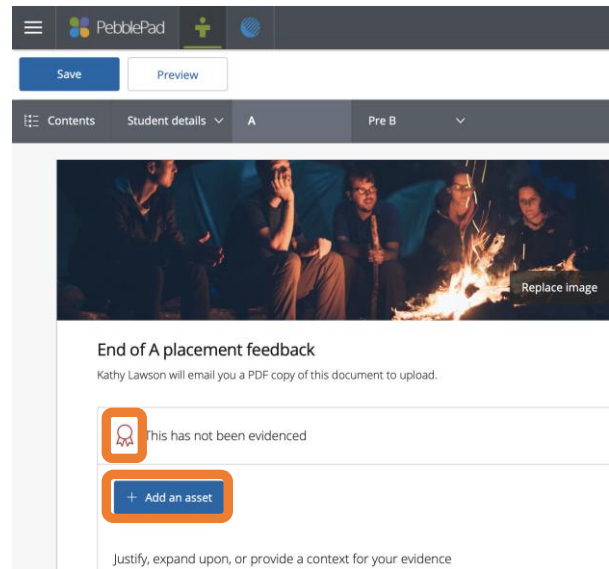 PebblePad
Save Preview
Contents Student details A Pre B
Replace image
End of A placement feedback
Kathy Lawson will email you a PDF copy of this document to upload.
This has not been evidenced
+ Add an asset
Justify, expand upon, or provide a context for your evidence